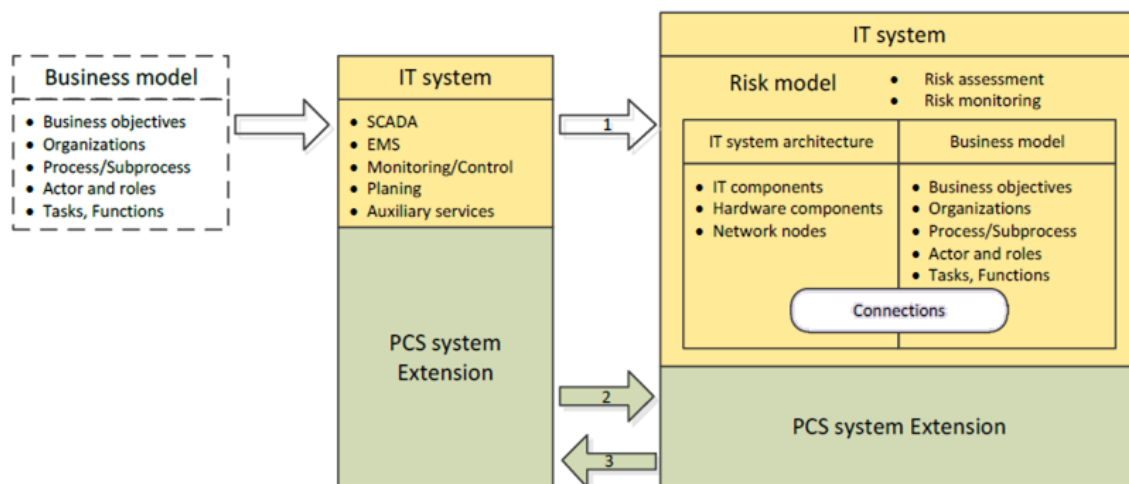 Business model
• Business objectives
• Organizations
• Process/Subprocess
• Actor and roles
• Tasks, Functions
IT system
• SCADA
• EMS
• Monitoring/Control
• Planing
• Auxiliary services
PCS system
Extension
1
2
3
IT system
Risk model
• Risk assessment
• Risk monitoring
IT system architecture
• IT components
• Hardware components
• Network nodes
Business model
• Business objectives
• Organizations
• Process/Subprocess
• Actor and roles
• Tasks, Functions
Connections
PCS system Extension